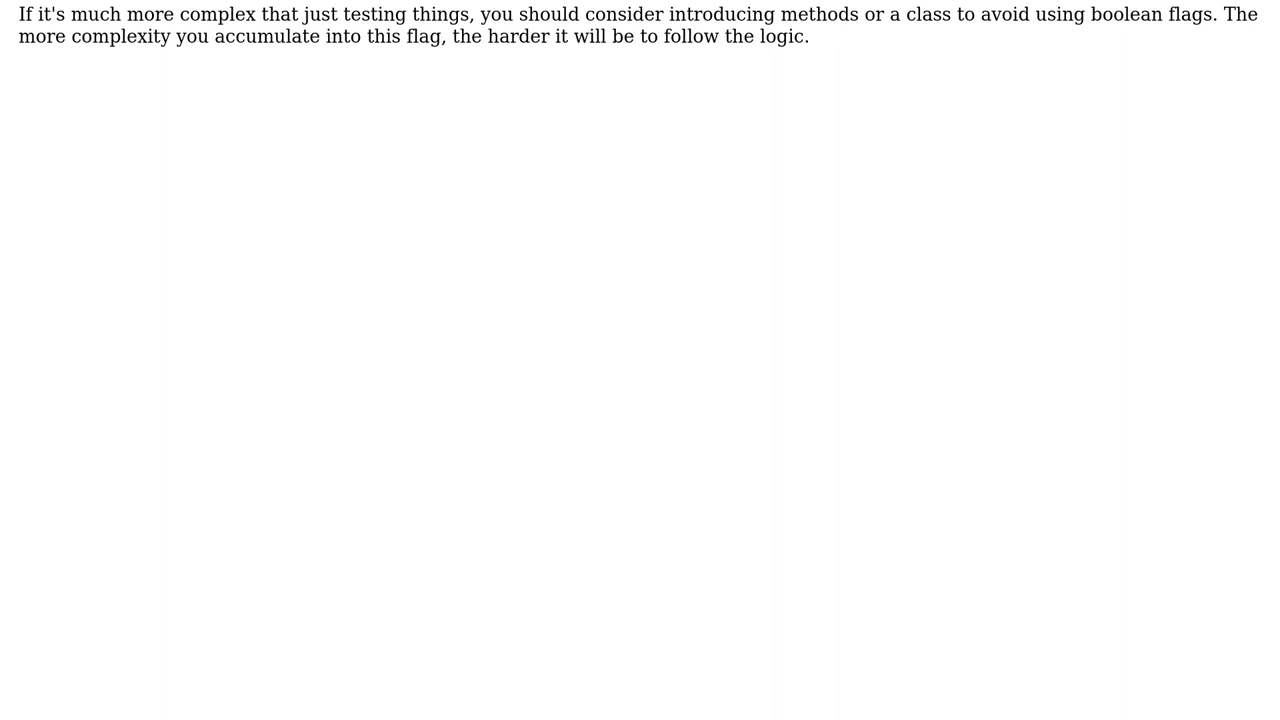 If it's much more complex that just testing things, you should consider introducing methods or a class to avoid using boolean flags. The
more complexity you accumulate into this flag, the harder it will be to follow the logic.